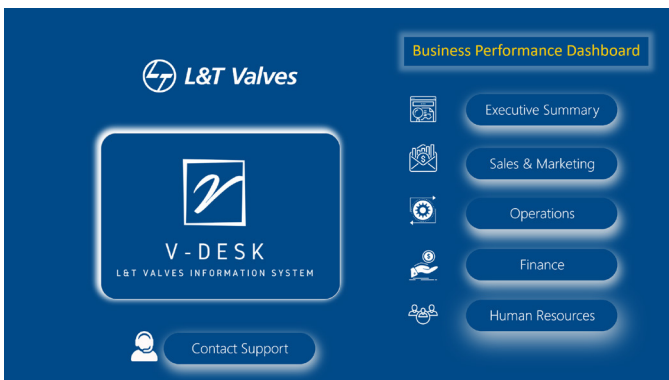 L&T Valves
V-DESK
L&T VALVES INFORMATION SYSTEM
Contact Support
Business Performance Dashboard
Executive Summary
Sales & Marketing
Operations
Finance
Human Resources